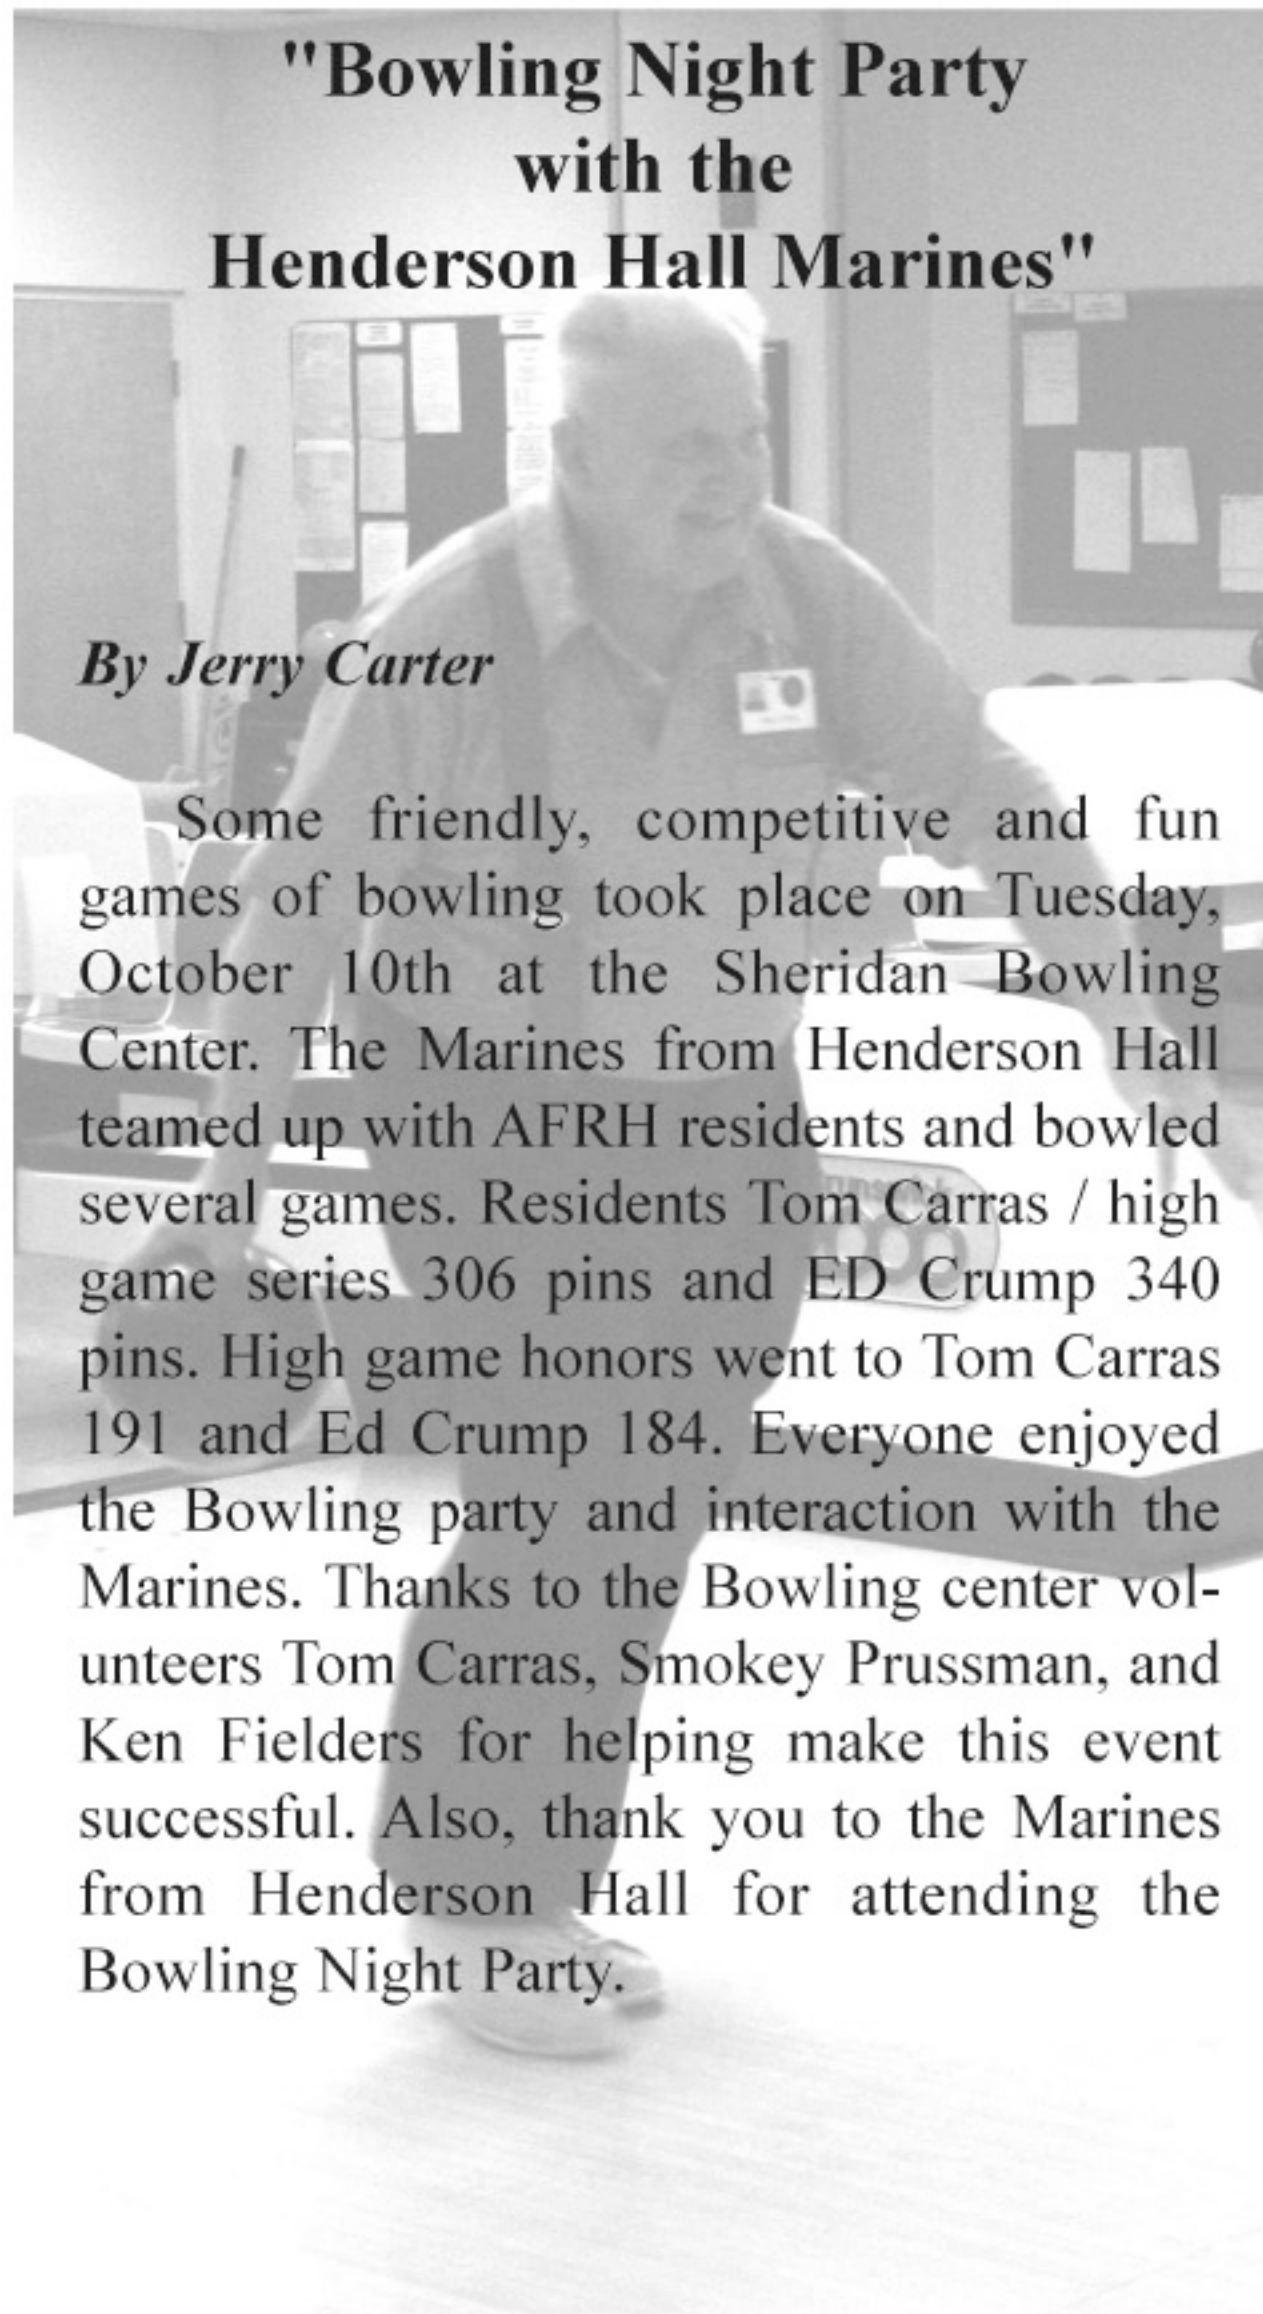 "Bowling Night Party
with the
Henderson Hall Marines"
By Jerry Carter
Some friendly, competitive and fun
games of bowling took place on Tuesday,
October 10th at the Sheridan Bowling
Center. The Marines from Henderson Hall
teamed up with AFRH residents and bowled
several games. Residents Tom Carras / high
game series 306 pins and ED Crump 340
pins. High game honors went to Tom Carras
191 and Ed Crump 184. Everyone enjoyed
the Bowling party and interaction with the
Marines. Thanks to the Bowling center vol-
unteers Tom Carras, Smokey Prussman, and
Ken Fielders for helping make this event
successful. Also, thank you to the Marines
from Henderson Hall for attending the
Bowling Night Party.